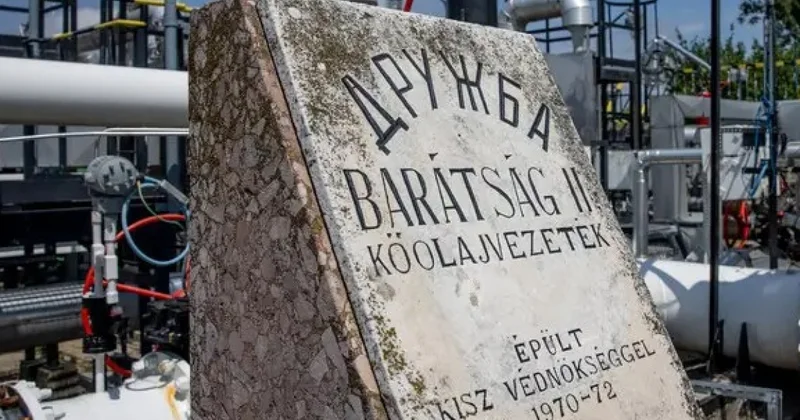 ДРУЖБА
BARÁTSÁG II
KŐOLAJVEZETÉK
ÉPÜLT
KISZ VÉDNÖKSÉGGEL
1970-72